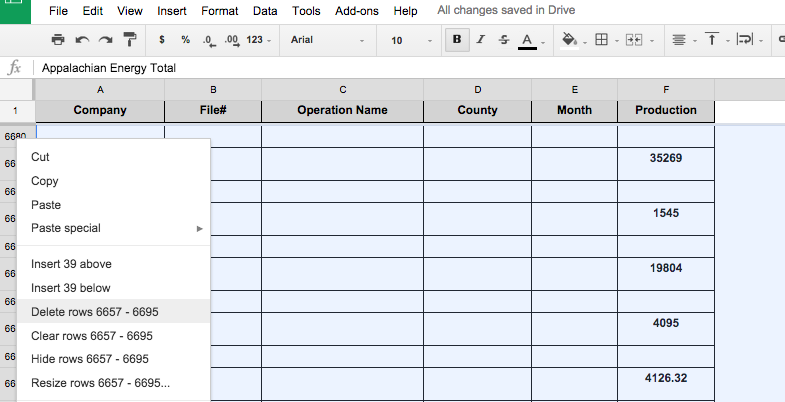 File Edit View Insert Format Data Tools Add-ons Help All changes saved in Drive
$ % .0 .00 123 Arial 10 B I S A
fx Appalachian Energy Total
A B C D E F
1 Company File# Operation Name County Month Production
6680
66 35269
66
66 1545
66
66 19804
66
66 4095
66
66 4126.32
Cut
Copy
Paste
Paste special
Insert 39 above
Insert 39 below
Delete rows 6657 - 6695
Clear rows 6657 - 6695
Hide rows 6657 - 6695
Resize rows 6657 - 6695...